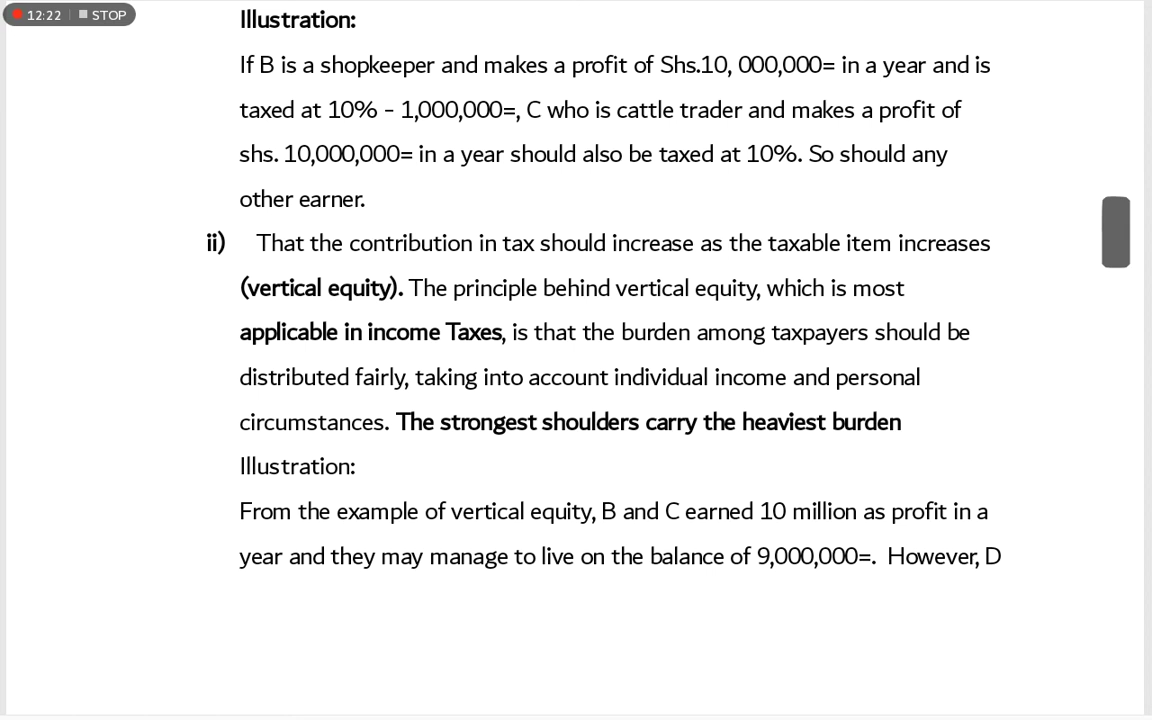 12:22 STOP
Illustration:
If B is a shopkeeper and makes a profit of Shs.10, 000,000= in a year and is
taxed at 10% – 1,000,000=, C who is cattle trader and makes a profit of
shs. 10,000,000= in a year should also be taxed at 10%. So should any
other earner.
ii) That the contribution in tax should increase as the taxable item increases
(vertical equity). The principle behind vertical equity, which is most
applicable in income Taxes, is that the burden among taxpayers should be
distributed fairly, taking into account individual income and personal
circumstances. The strongest shoulders carry the heaviest burden
Illustration:
From the example of vertical equity, B and C earned 10 million as profit in a
year and they may manage to live on the balance of 9,000,000=. However, D